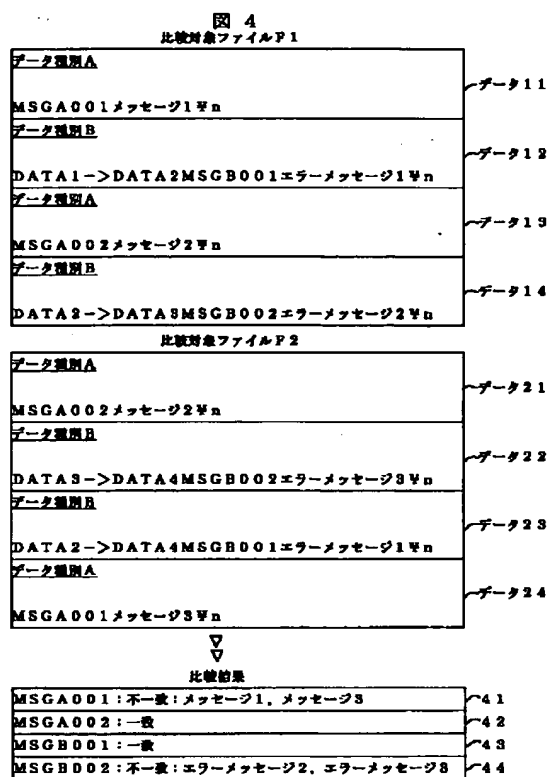 図 4
比較対象ファイルF1
データ種別A
MSGA001メッセージ1¥n
データ11
データ種別B
DATA1->DATA2MSGB001エラーメッセージ1¥n
データ12
データ種別A
MSGA002メッセージ2¥n
データ13
データ種別B
DATA2->DATA3MSGB002エラーメッセージ2¥n
データ14
比較対象ファイルF2
データ種別A
MSGA002メッセージ2¥n
データ21
データ種別B
DATA3->DATA4MSGB002エラーメッセージ3¥n
データ22
データ種別B
DATA2->DATA4MSGB001エラーメッセージ1¥n
データ23
データ種別A
MSGA001メッセージ3¥n
データ24
比較結果
MSGA001:不一致:メッセージ1,メッセージ3
41
MSGA002:一致
42
MSGB001:一致
43
MSGB002:不一致:エラーメッセージ2,エラーメッセージ3
44